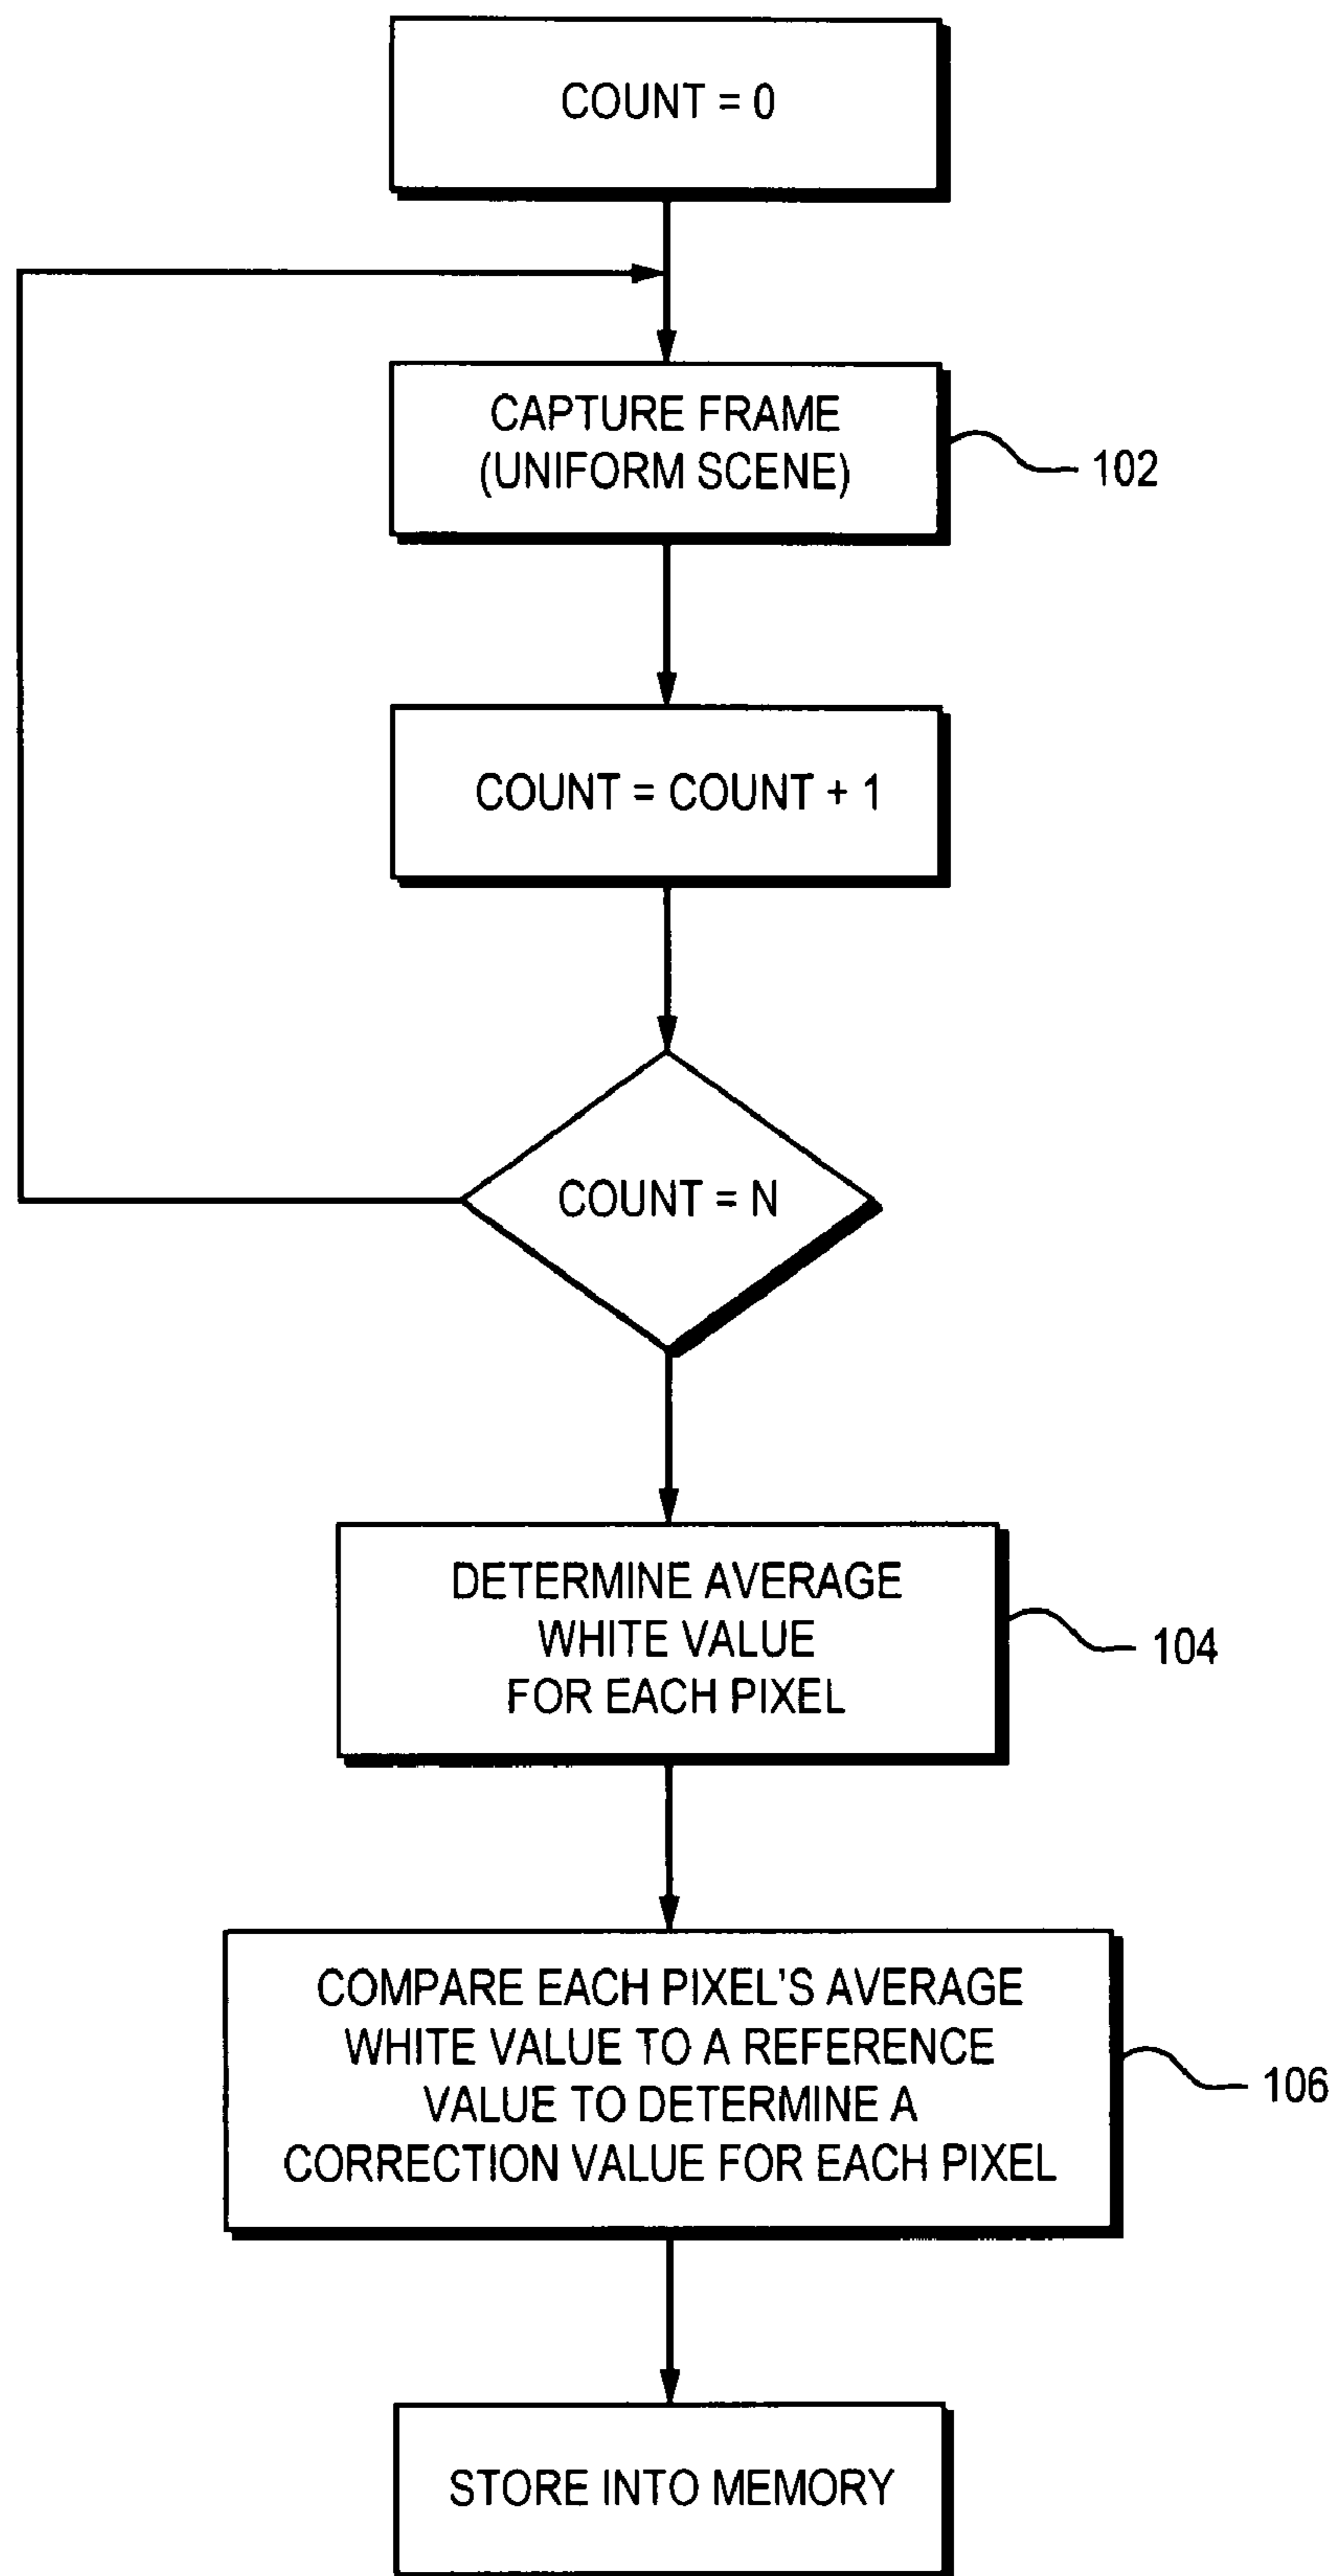 COUNT = 0
CAPTURE FRAME
(UNIFORM SCENE)
102
COUNT = COUNT + 1
COUNT = N
DETERMINE AVERAGE
WHITE VALUE
FOR EACH PIXEL
104
COMPARE EACH PIXEL'S AVERAGE
WHITE VALUE TO A REFERENCE
VALUE TO DETERMINE A
CORRECTION VALUE FOR EACH PIXEL
106
STORE INTO MEMORY